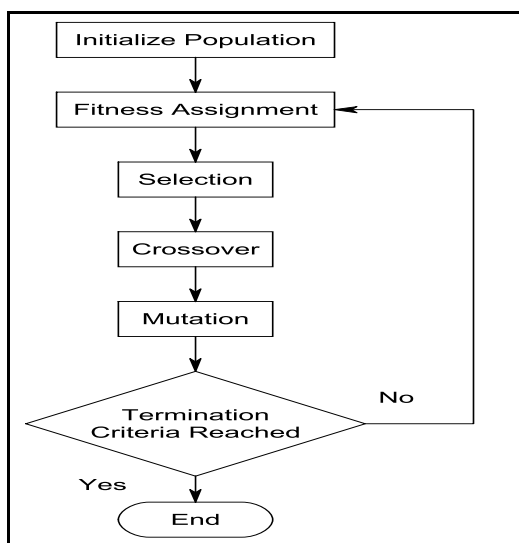 Initialize Population
Fitness Assignment
Selection
Crossover
Mutation
Termination
Criteria Reached
No
Yes
End